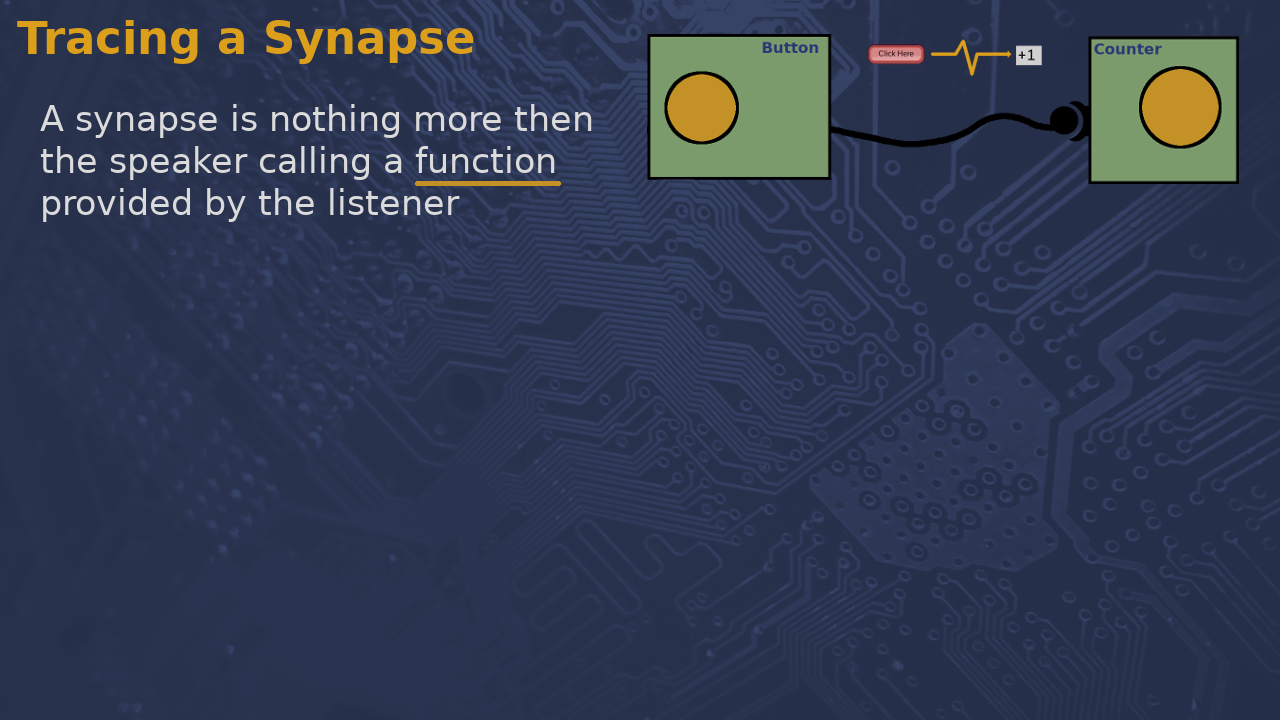 Tracing a Synapse
A synapse is nothing more then
the speaker calling a function
provided by the listener
Button
Click Here
+1
Counter